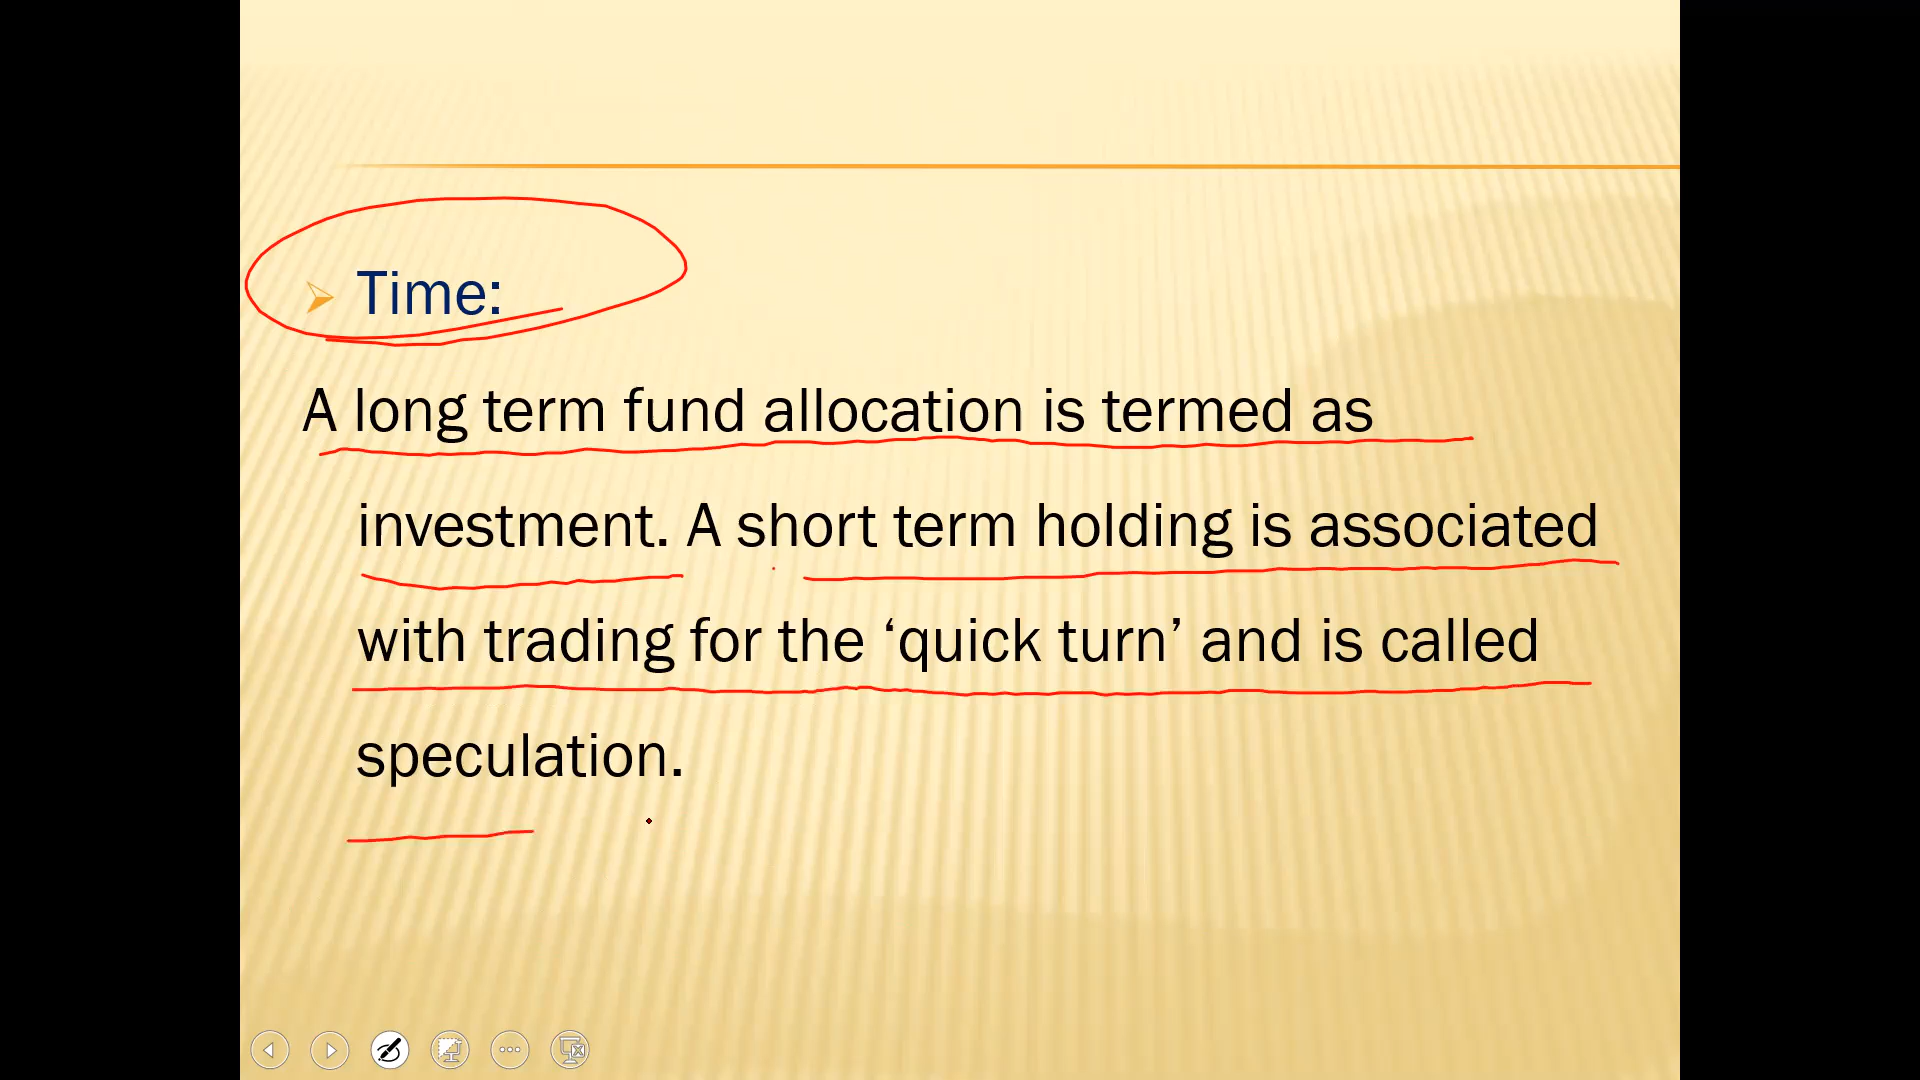 Time:
A long term fund allocation is termed as
investment. A short term holding is associated
with trading for the ‘quick turn’ and is called
speculation.